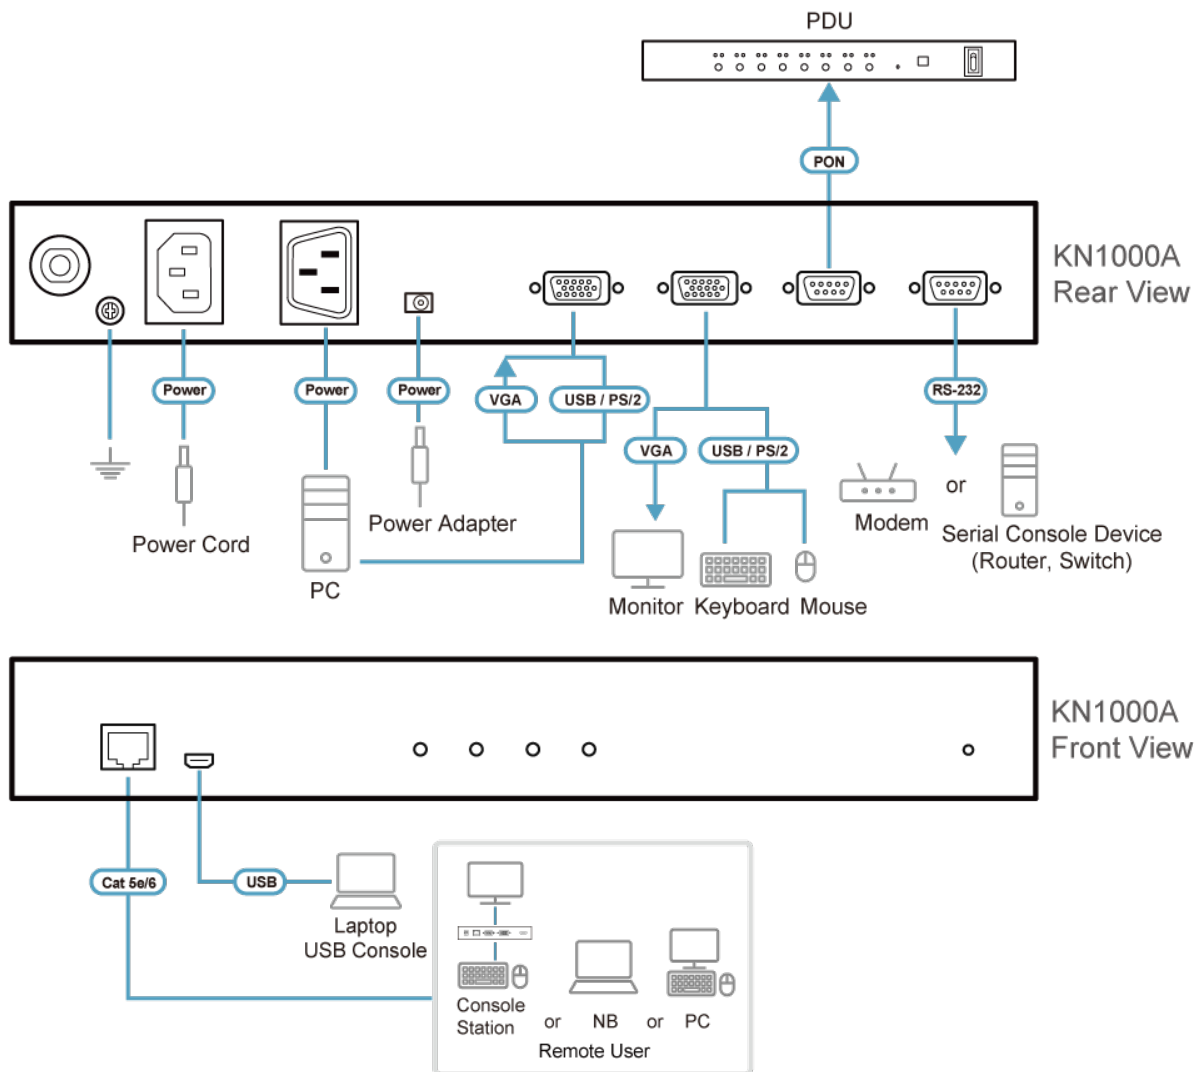 PDU
PON
KN1000A
Rear View
Power
Power
Power
VGA
USB / PS/2
VGA
USB / PS/2
RS-232
Power Cord
PC
Power Adapter
Monitor
Keyboard
Mouse
Modem
or
Serial Console Device
(Router, Switch)
KN1000A
Front View
Cat 5e/6
USB
Laptop
USB Console
Console
Station
or
NB
or
PC
Remote User